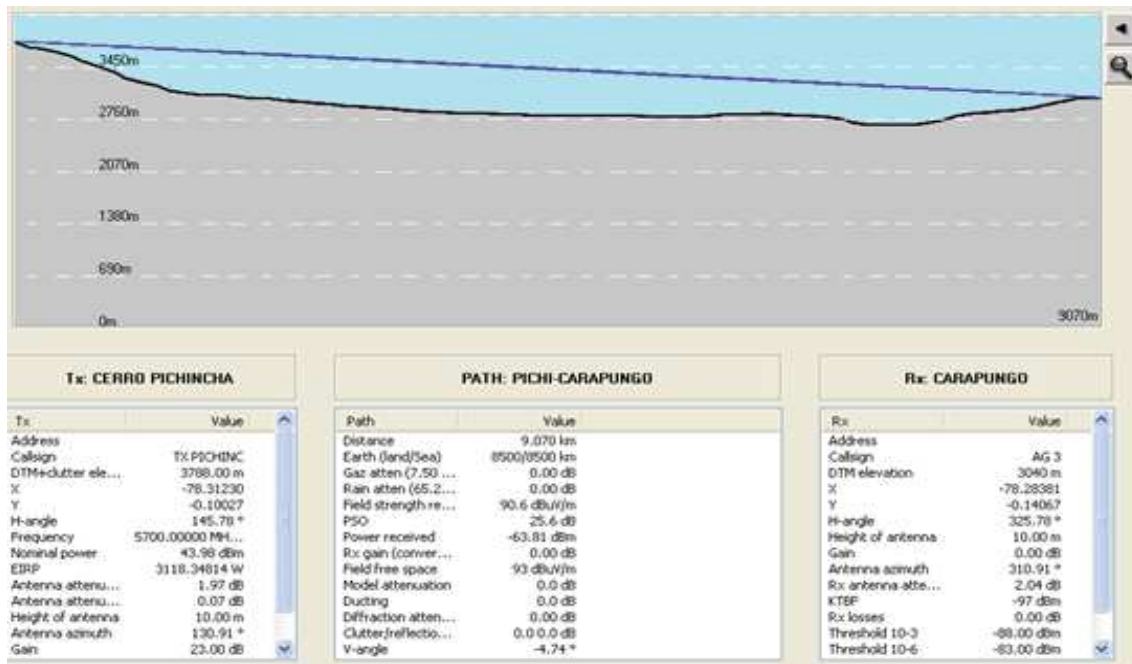 3450m
2760m
2070m
1380m
690m
0m
9070m
Tx: CERRO PICHINCHA
Tx Value
Address
Callsign TX PICHINC
DTM+clutter ele... 3788.00 m
X -78.31230
Y -0.10027
H-angle 145.78 °
Frequency 5700.00000 MH...
Nominal power 43.98 dBm
EIRP 3118.34814 W
Antenna attenu... 1.97 dB
Antenna attenu... 0.07 dB
Height of antenna 10.00 m
Antenna azimuth 130.91 °
Gain 23.00 dB
PATH: PICHI-CARAPUNGO
Path Value
Distance 9.070 km
Earth (land/Sea) 8500/8500 km
Gaz atten (7.50 ... 0.00 dB
Rain atten (65.2... 0.00 dB
Field strength re... 90.6 dBuV/m
PSO 25.6 dB
Power received -63.81 dBm
Rx gain (conver... 0.00 dB
Field free space 93 dBuV/m
Model attenuation 0.0 dB
Ducting 0.0 dB
Diffraction atten... 0.00 dB
Clutter/reflectio... 0.0 0.0 dB
V-angle -4.74 °
Rx: CARAPUNGO
Rx Value
Address
Callsign AG 3
DTM elevation 3040 m
X -78.28381
Y -0.14067
H-angle 325.78 °
Height of antenna 10.00 m
Gain 0.00 dB
Antenna azimuth 310.91 °
Rx antenna atte... 2.04 dB
KTBF -97 dBm
Rx losses 0.00 dB
Threshold 10-3 -88.00 dBm
Threshold 10-6 -83.00 dBm